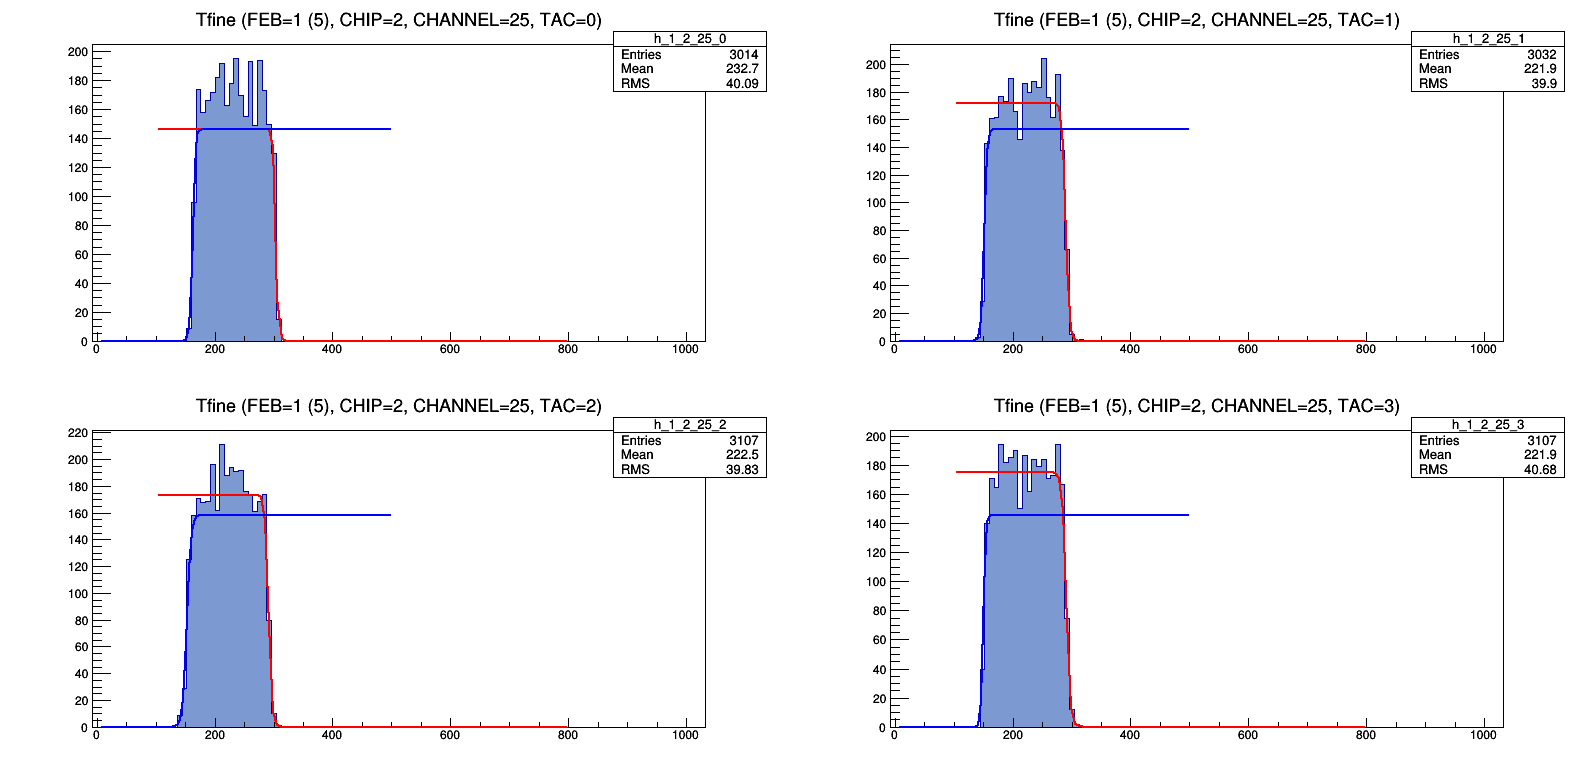 Tfine (FEB=1 (5), CHIP=2, CHANNEL=25, TAC=0)
h_1_2_25_0
Entries 3014
Mean 232.7
RMS 40.09
200
180
160
140
120
100
80
60
40
20
0
0 200 400 600 800 1000
Tfine (FEB=1 (5), CHIP=2, CHANNEL=25, TAC=1)
h_1_2_25_1
Entries 3032
Mean 221.9
RMS 39.9
200
180
160
140
120
100
80
60
40
20
0
0 200 400 600 800 1000
Tfine (FEB=1 (5), CHIP=2, CHANNEL=25, TAC=2)
h_1_2_25_2
Entries 3107
Mean 222.5
RMS 39.83
220
200
180
160
140
120
100
80
60
40
20
0
0 200 400 600 800 1000
Tfine (FEB=1 (5), CHIP=2, CHANNEL=25, TAC=3)
h_1_2_25_3
Entries 3107
Mean 221.9
RMS 40.68
200
180
160
140
120
100
80
60
40
20
0
0 200 400 600 800 1000